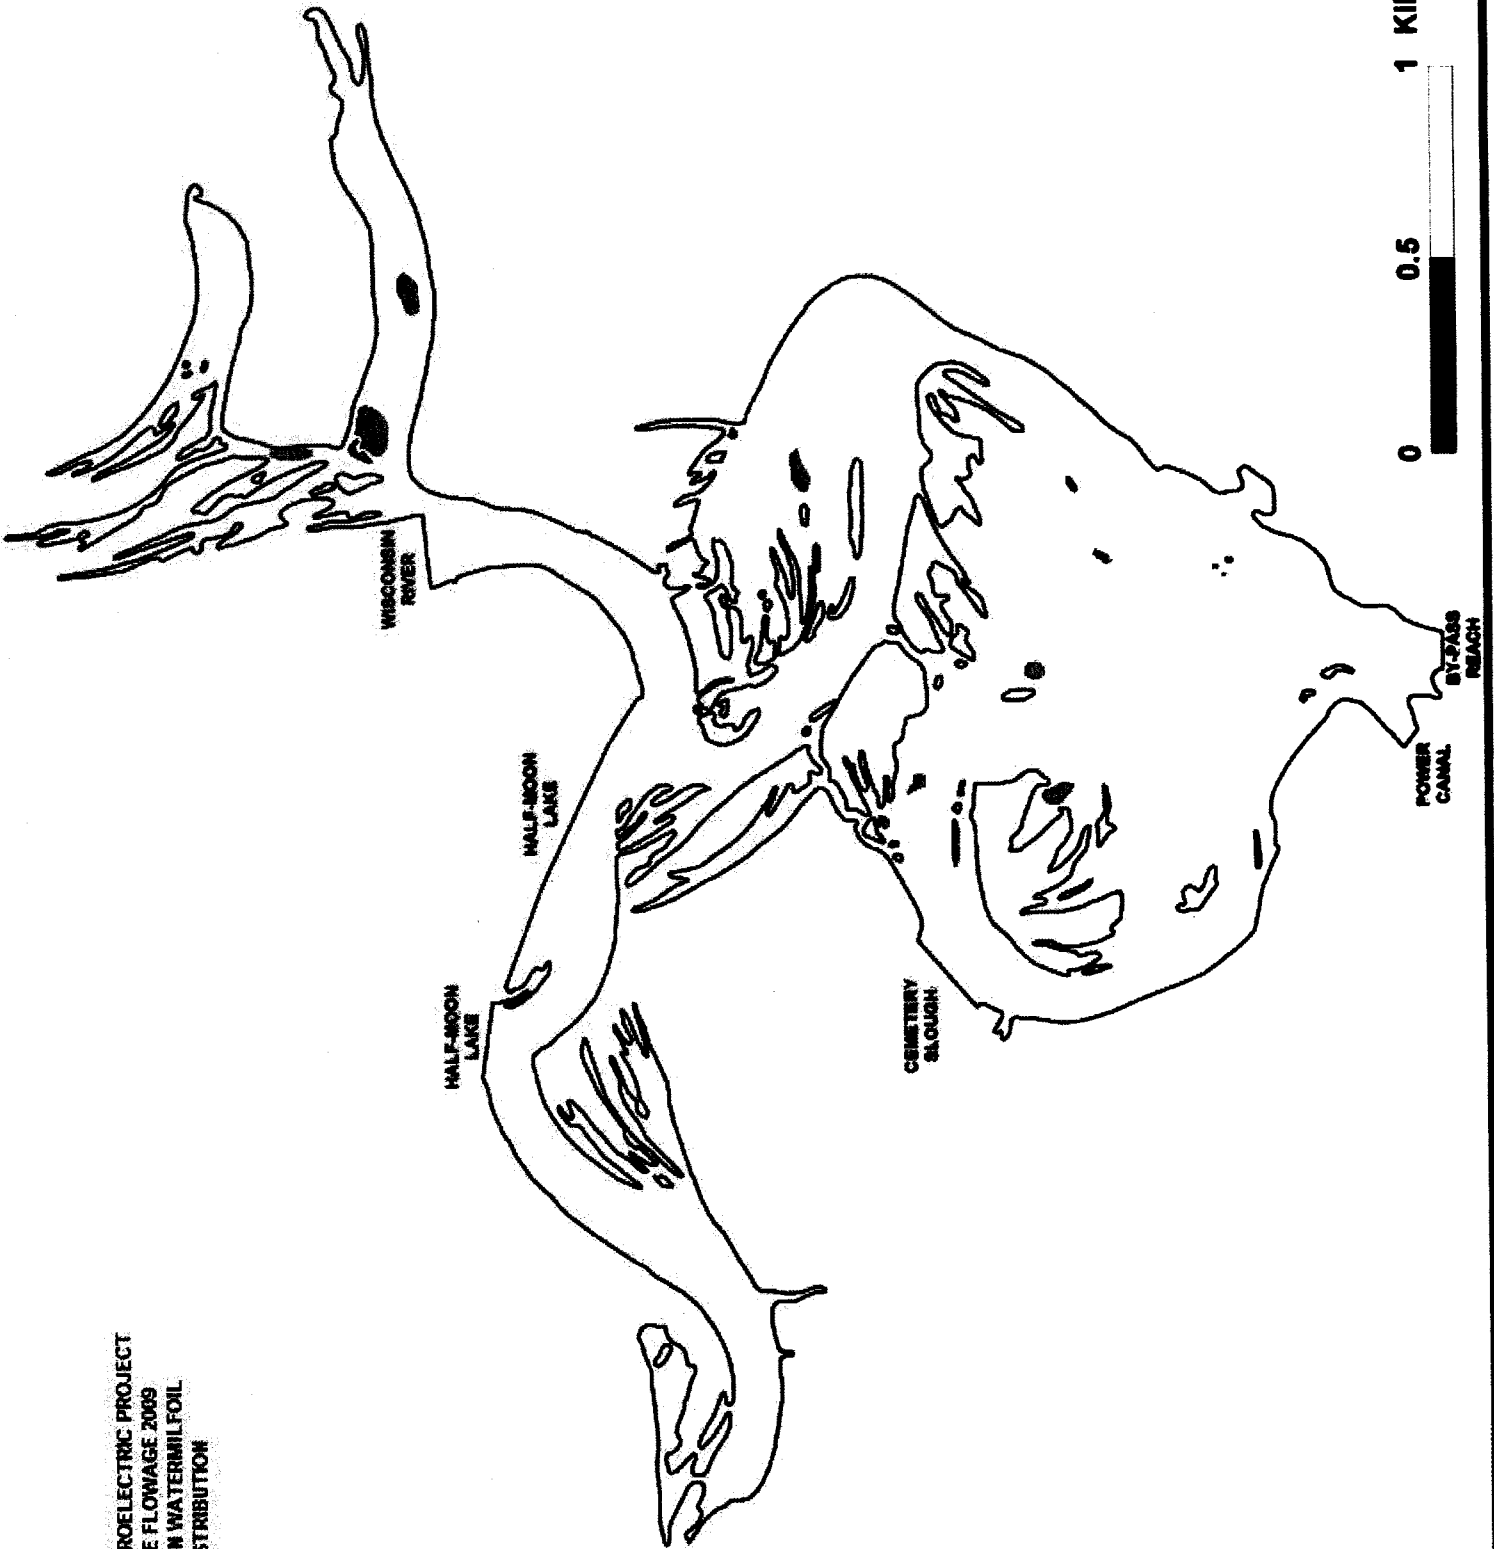 ROELECTRIC PROJECT
E FLOWAGE 2009
N WATERMILFOIL
STRIBUTION
WISCONSIN
RIVER
HALF-MOON
LAKE
HALF-MOON
LAKE
CEMETERY
SLOUGH
POWER
CANAL
BY-PASS
REACH
0 0.5 1 KI